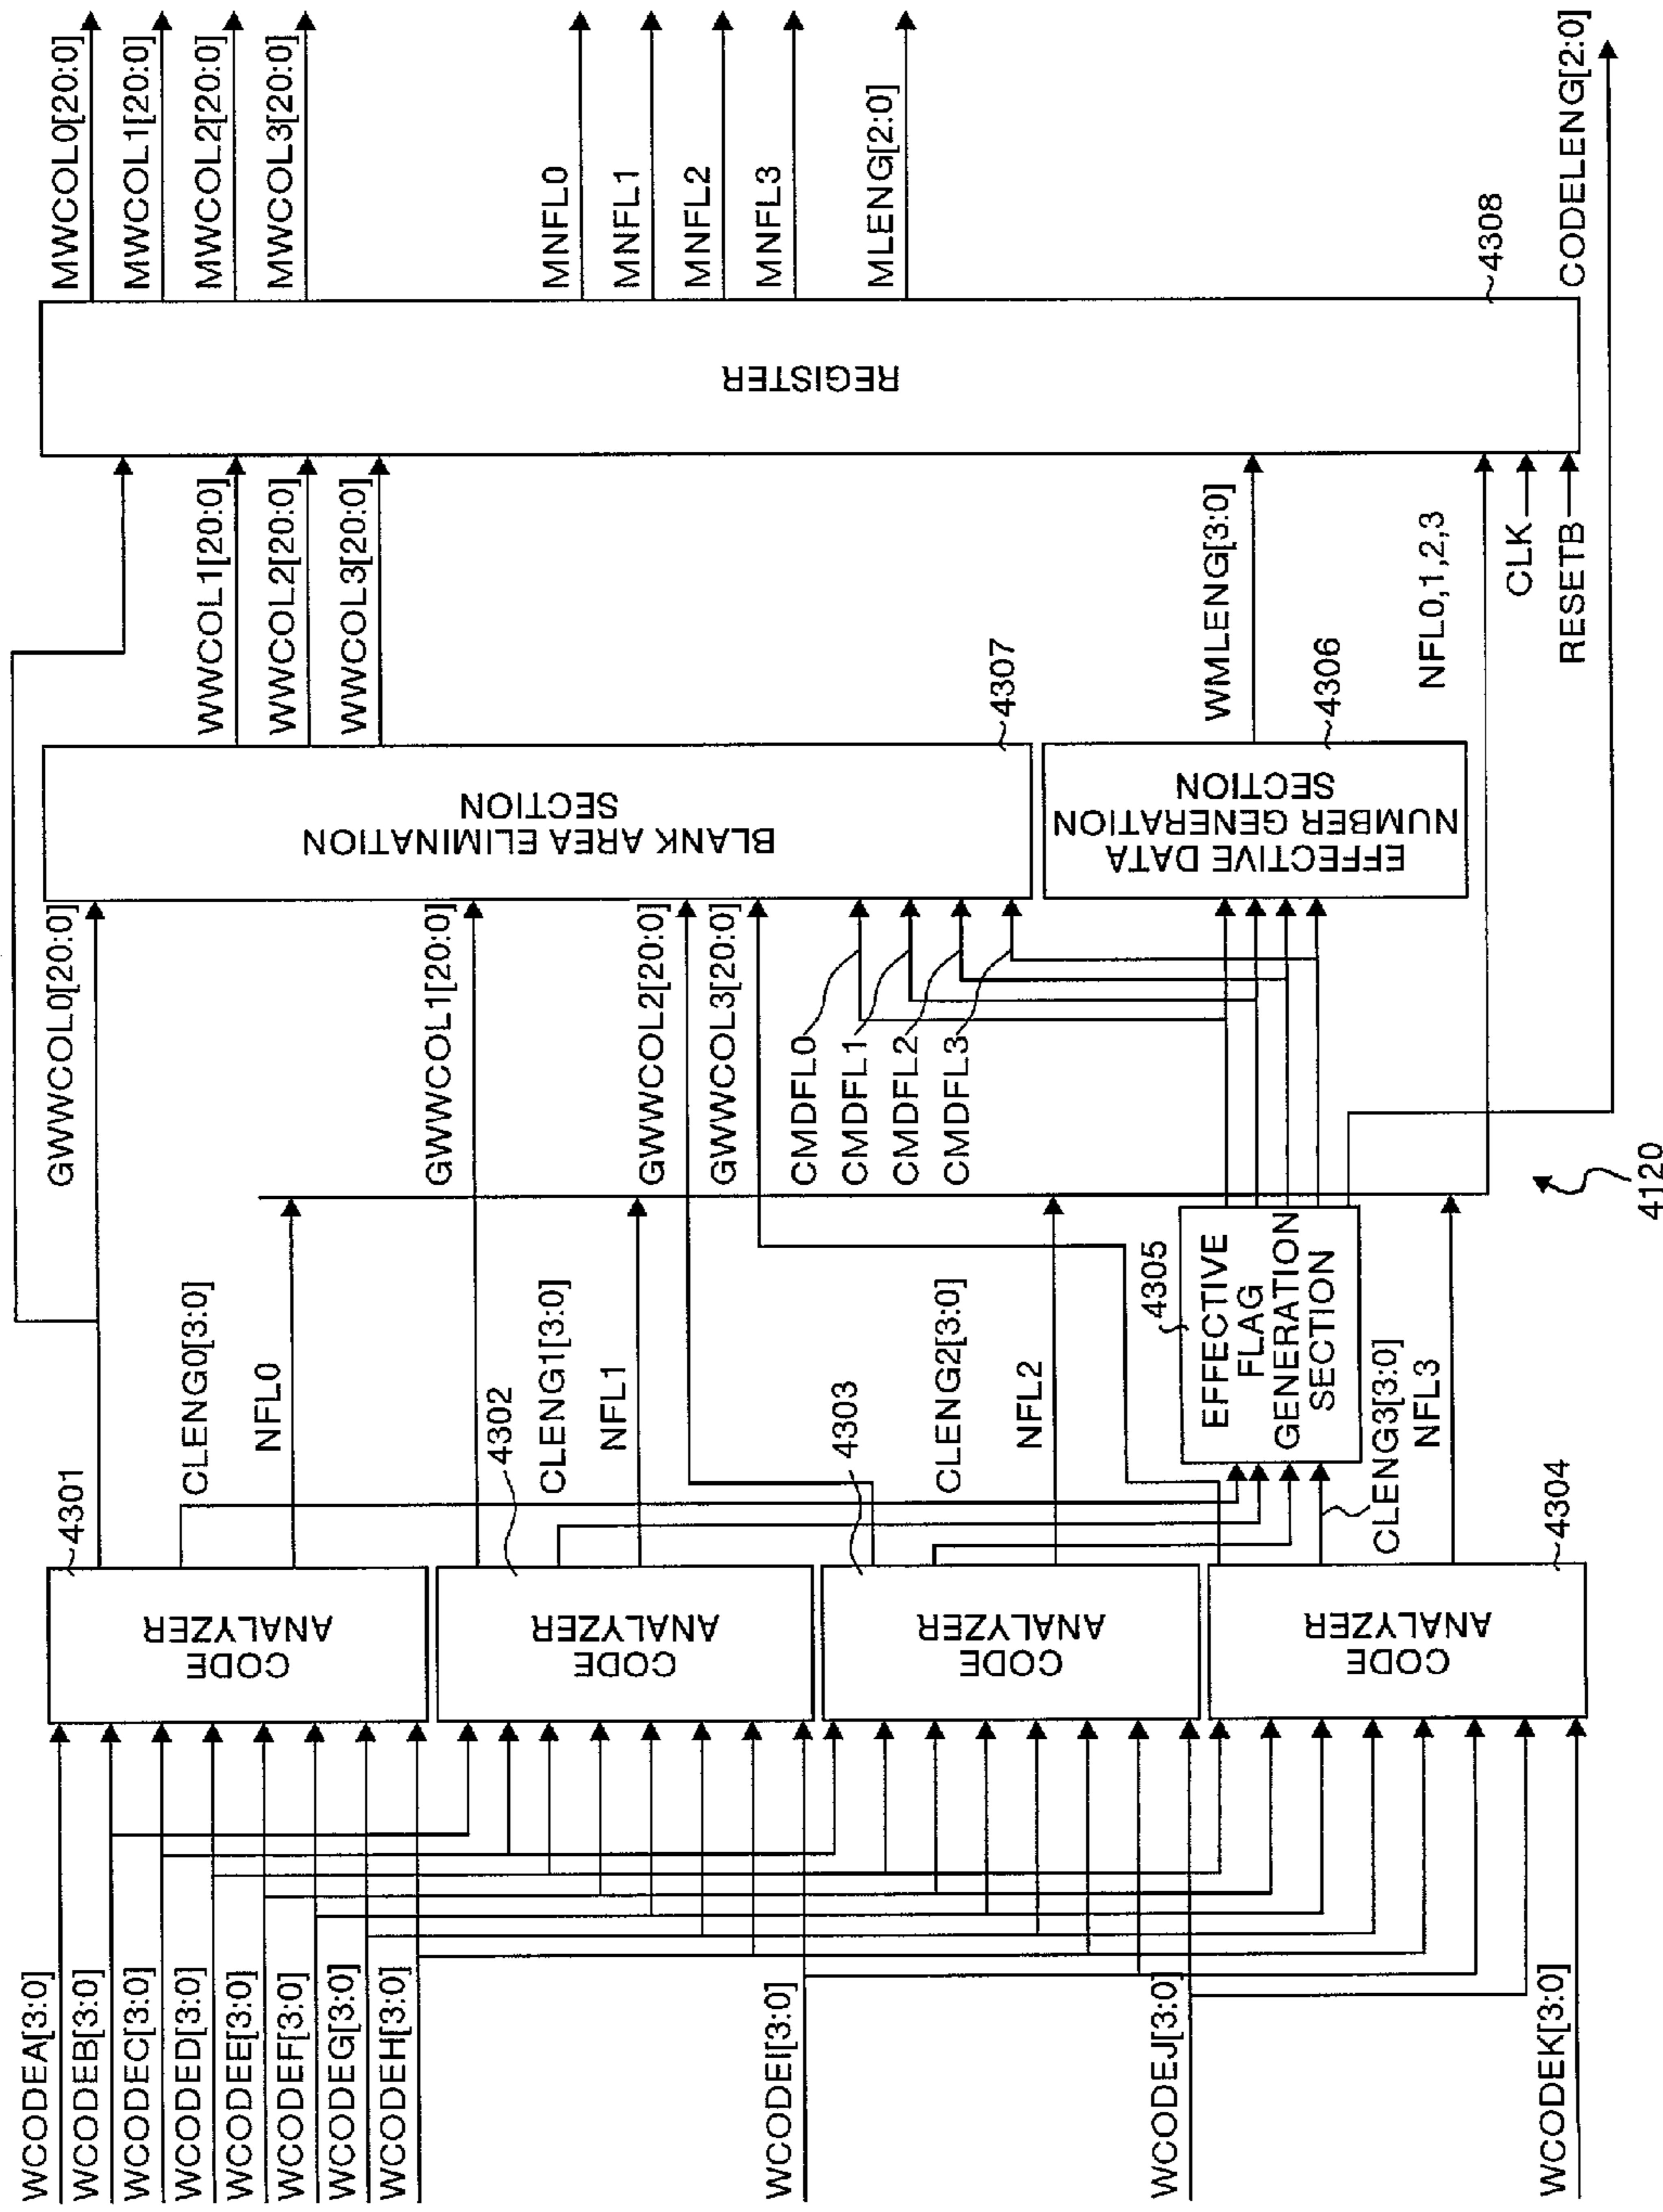 WCODEA[3:0]
WCODEB[3:0]
WCODEC[3:0]
WCODED[3:0]
WCODEE[3:0]
WCODEF[3:0]
WCODEG[3:0]
WCODEH[3:0]
WCODEI[3:0]
WCODEJ[3:0]
WCODEK[3:0]
CODE
ANALYZER
4301
CODE
ANALYZER
4302
CODE
ANALYZER
4303
CODE
ANALYZER
4304
CLENG0[3:0]
NFL0
CLENG1[3:0]
NFL1
CLENG2[3:0]
NFL2
CLENG3[3:0]
NFL3
4305
EFFECTIVE
FLAG
GENERATION
SECTION
GWWCOL0[20:0]
GWWCOL1[20:0]
GWWCOL2[20:0]
GWWCOL3[20:0]
CMDFL0
CMDFL1
CMDFL2
CMDFL3
BLANK AREA ELIMINATION
SECTION
4307
EFFECTIVE DATA
NUMBER GENERATION
SECTION
4306
WWCOL1[20:0]
WWCOL2[20:0]
WWCOL3[20:0]
WMLENG[3:0]
NFL0,1,2,3
CLK
RESETB
REGISTER
4308
MWCOL0[20:0]
MWCOL1[20:0]
MWCOL2[20:0]
MWCOL3[20:0]
MNFL0
MNFL1
MNFL2
MNFL3
MLENG[2:0]
CODELENG[2:0]
4120